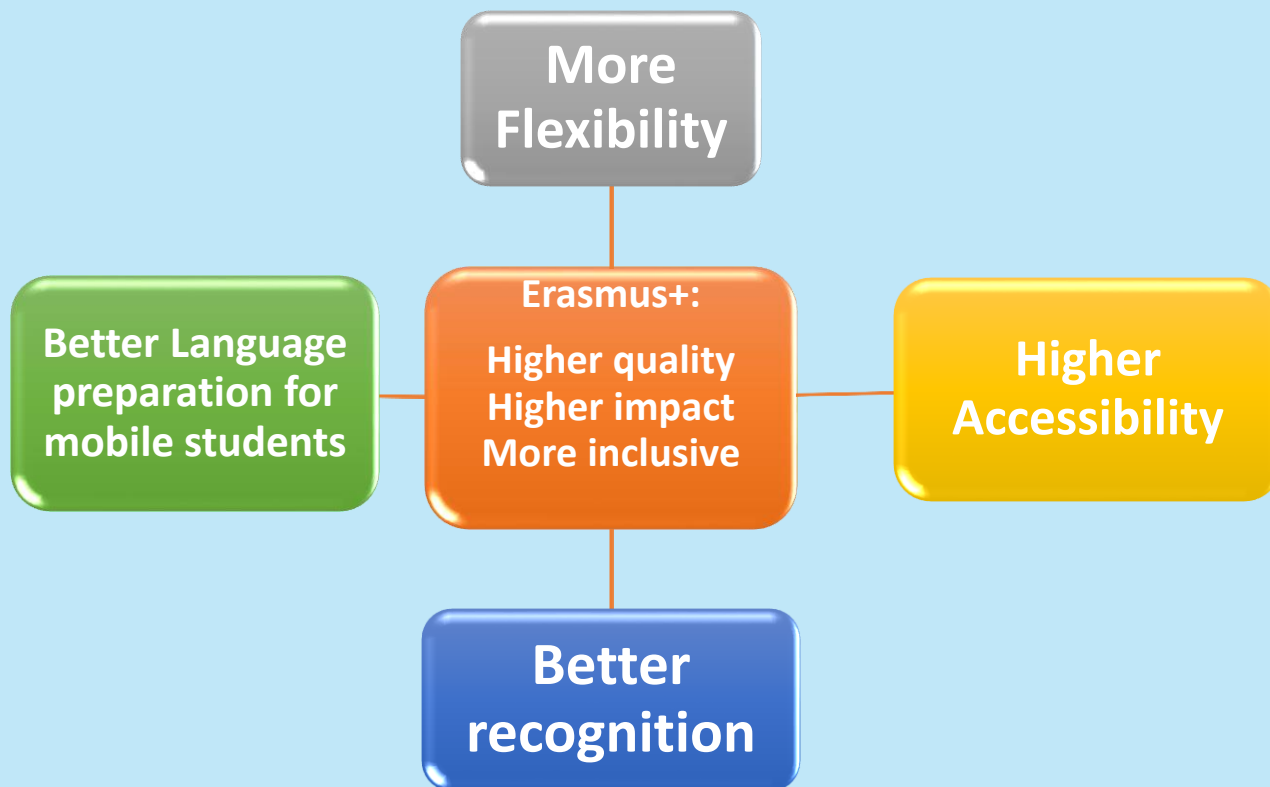 More
Flexibility
Better Language
preparation for
mobile students
Erasmus+:
Higher quality
Higher impact
More inclusive
Higher
Accessibility
Better
recognition